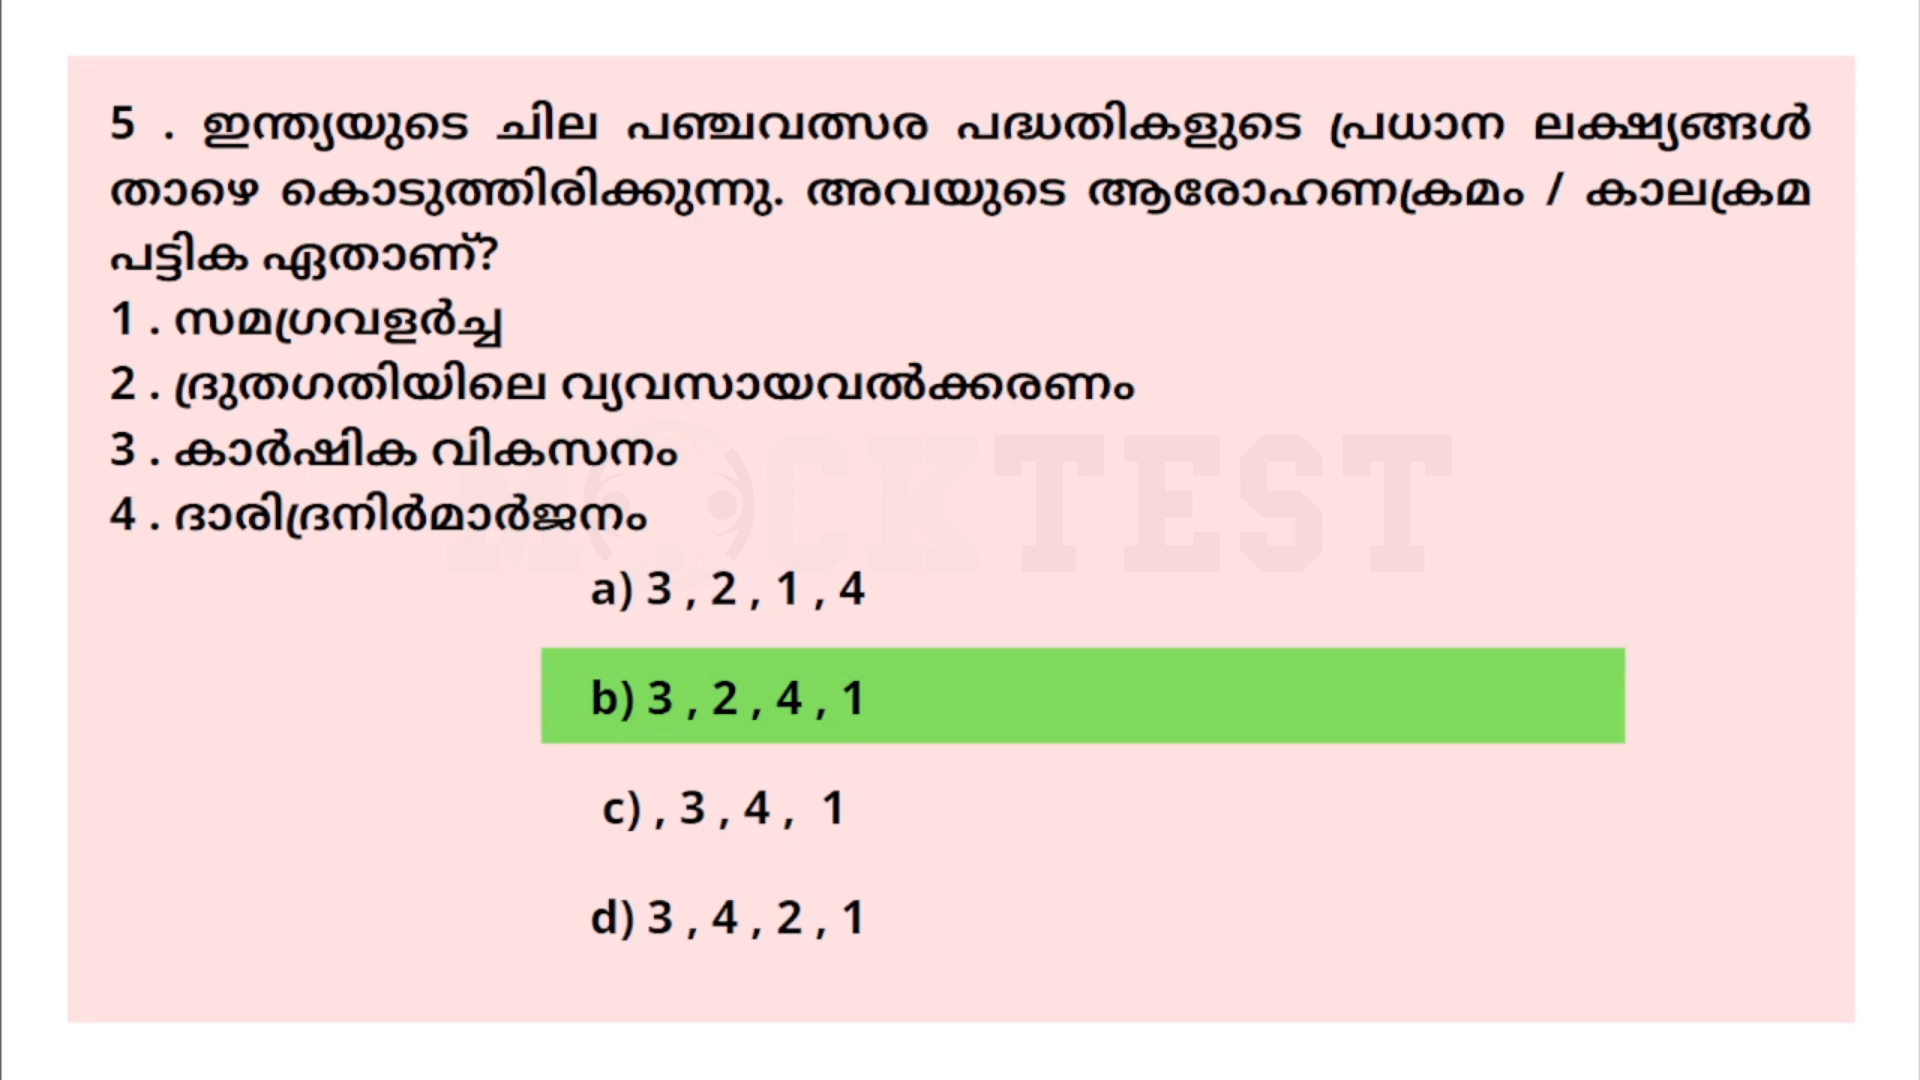 5 . ഇന്ത്യയുടെ ചില പഞ്ചവത്സര പദ്ധതികളുടെ പ്രധാന ലക്ഷ്യങ്ങൾ
താഴെ കൊടുത്തിരിക്കുന്നു. അവയുടെ ആരോഹണക്രമം / കാലക്രമ
പട്ടിക ഏതാണ്?
1 . സമഗ്രവളർച്ച
2 . ദ്രുതഗതിയിലെ വ്യവസായവൽക്കരണം
3 . കാർഷിക വികസനം
4 . ദാരിദ്രനിർമാർജനം
MOCKTEST
a) 3 , 2 , 1 , 4
b) 3 , 2 , 4 , 1
c) , 3 , 4 , 1
d) 3 , 4 , 2 , 1